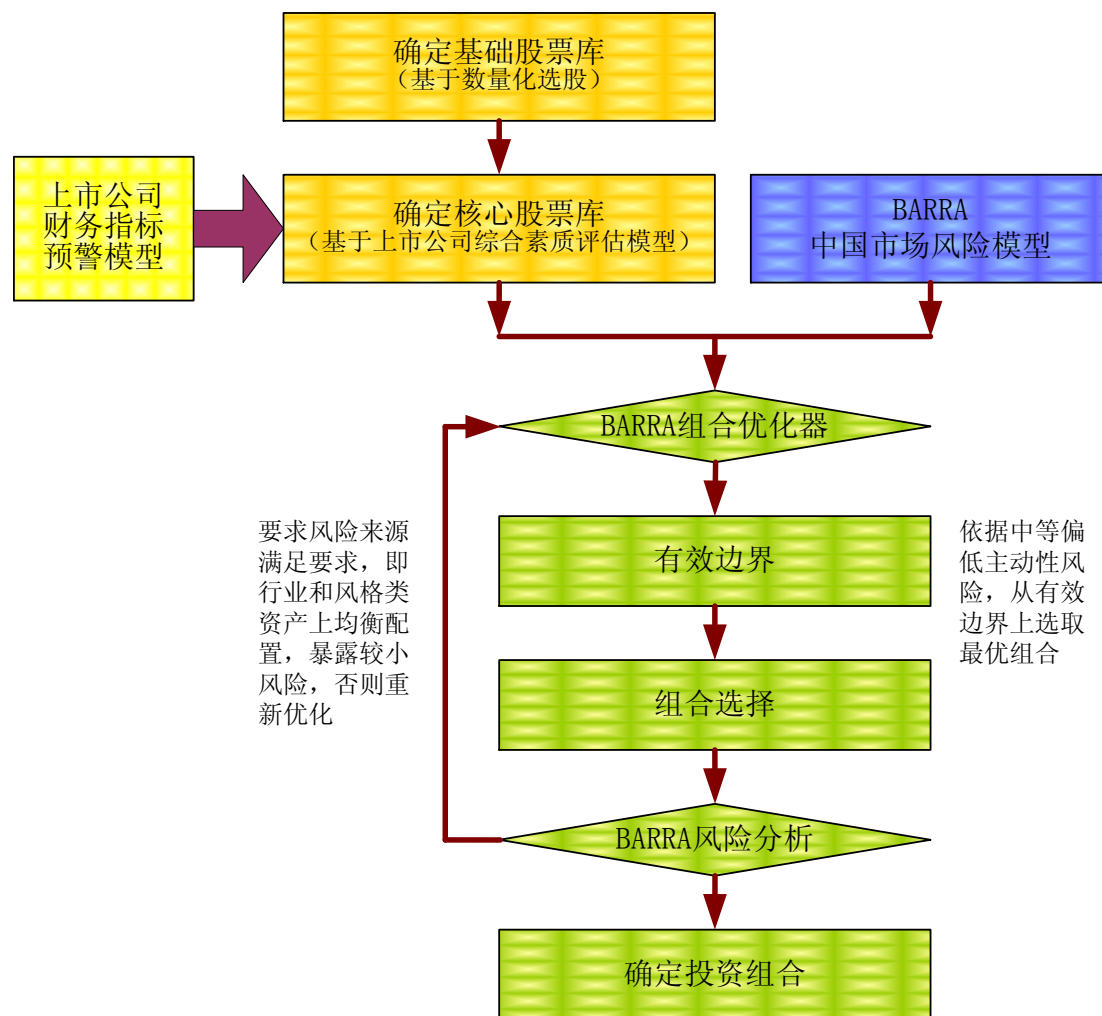 确定基础股票库
（基于数量化选股）
上市公司
财务指标
预警模型
确定核心股票库
（基于上市公司综合素质评估模型）
BARRA
中国市场风险模型
BARRA组合优化器
要求风险来源
满足要求，即
行业和风格类
资产上均衡配
置，暴露较小
风险，否则重
新优化
有效边界
依据中等偏
低主动性风
险，从有效
边界上选取
最优组合
组合选择
BARRA风险分析
确定投资组合